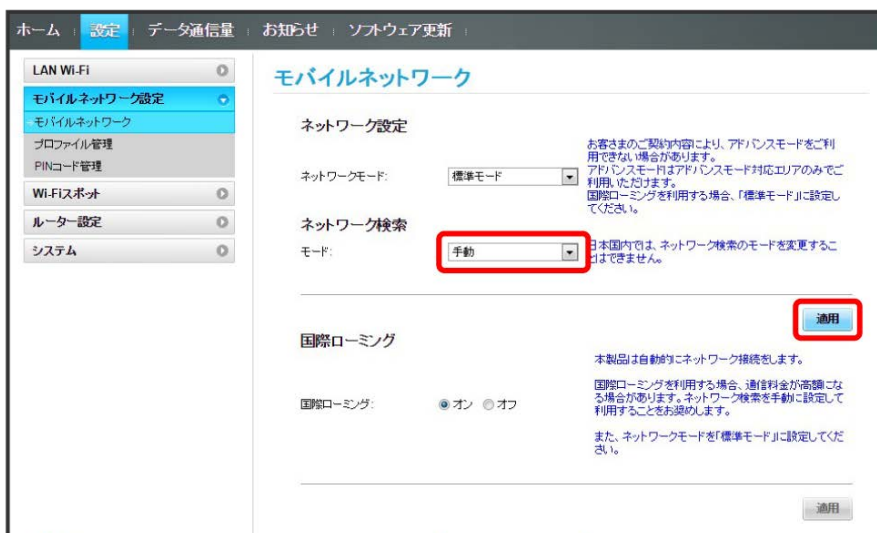 ホーム 設定 データ通信量 お知らせ ソフトウェア更新
LAN Wi-Fi
モバイルネットワーク設定
モバイルネットワーク
プロファイル管理
PINコード管理
Wi-Fiスポット
ルーター設定
システム
モバイルネットワーク
ネットワーク設定
ネットワークモード: 標準モード
お客さまのご契約内容により、アドバンスモードをご利
用できない場合があります。
アドバンスモードはアドバンスモード対応エリアのみでご
利用いただけます。
国際ローミングを利用する場合、「標準モード」に設定し
てください。
ネットワーク検索
モード: 手動
日本国内では、ネットワーク検索のモードを変更するこ
とはできません。
適用
国際ローミング
本製品は自動的にネットワーク接続をします。
国際ローミング: オン オフ
国際ローミングを利用する場合、通信料金が高額にな
る場合があります。ネットワーク検索を手動に設定して
利用することをお奨めします。
また、ネットワークモードを「標準モード」に設定してくだ
さい。
適用